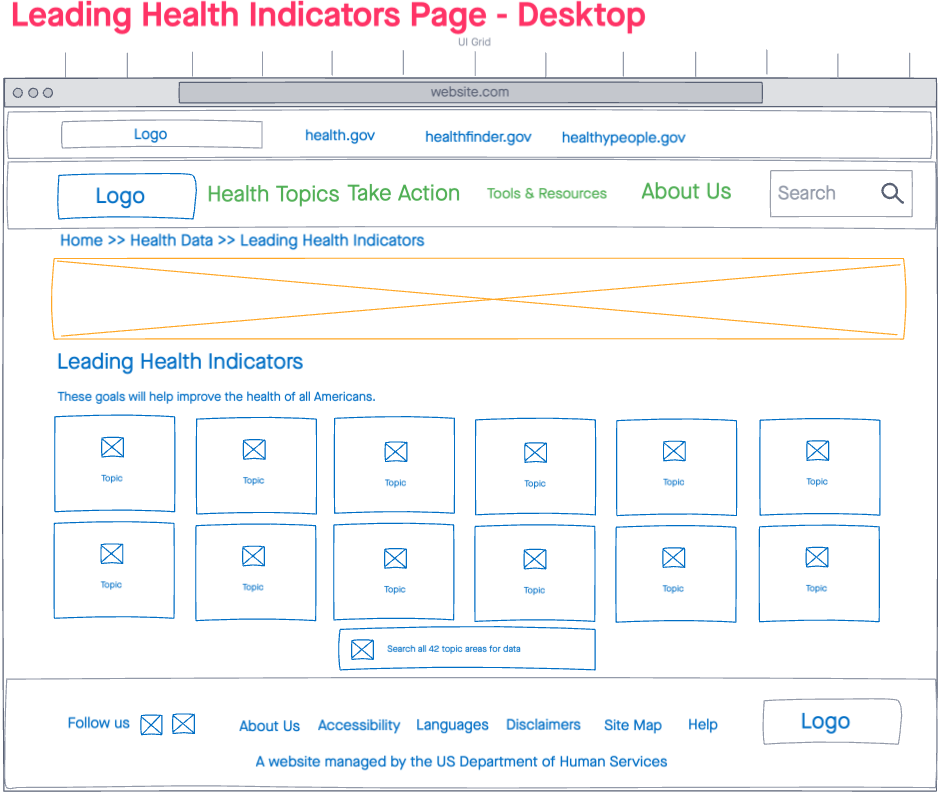 Leading Health Indicators Page - Desktop
UI Grid
website.com
Logo health.gov healthfinder.gov healthypeople.gov
Logo Health Topics Take Action Tools & Resources About Us Search
Home >> Health Data >> Leading Health Indicators
Leading Health Indicators
These goals will help improve the health of all Americans.
Topic Topic Topic Topic Topic Topic
Topic Topic Topic Topic Topic Topic
Search all 42 topic areas for data
Follow us About Us Accessibility Languages Disclaimers Site Map Help Logo
A website managed by the US Department of Human Services